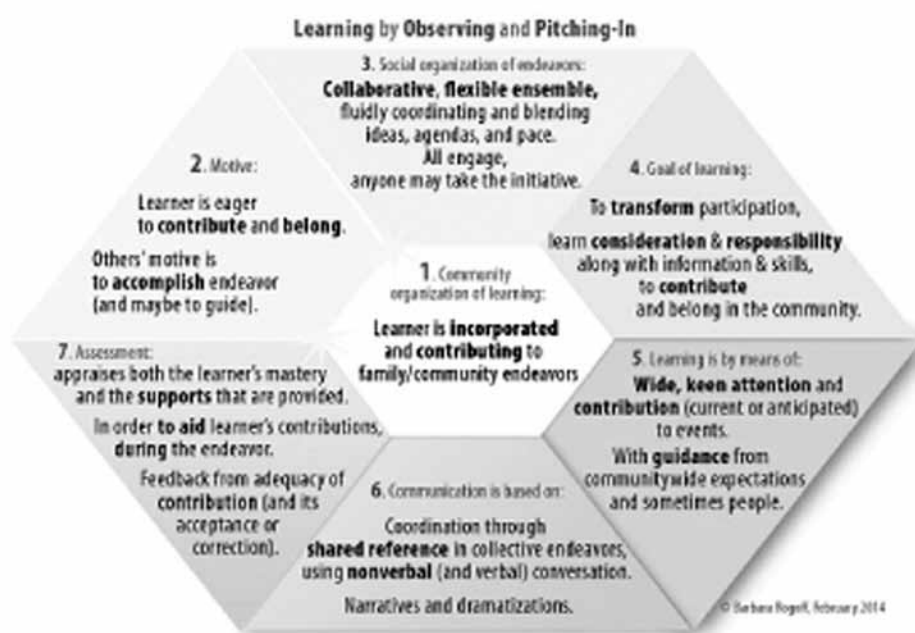 Learning by Observing and Pitching-In
3. Social organization of endeavors:
Collaborative, flexible ensemble,
fluidly coordinating and blending
ideas, agendas, and pace.
All engage,
anyone may take the initiative.
2. Motive:
Learner is eager
to contribute and belong.
Others' motive is
to accomplish endeavor
(and maybe to guide).
4. Goal of learning:
To transform participation,
learn consideration & responsibility
along with information & skills,
to contribute
and belong in the community.
1. Community
organization of learning:
Learner is incorporated
and contributing to
family/community endeavors
7. Assessment:
appraises both the learner's mastery
and the supports that are provided.
In order to aid learner's contributions,
during the endeavor.
Feedback from adequacy of
contribution (and its
acceptance or
correction).
5. Learning is by means of:
Wide, keen attention and
contribution (current or anticipated)
to events.
With guidance from
communitywide expectations
and sometimes people.
6. Communication is based on:
Coordination through
shared reference in collective endeavors,
using nonverbal (and verbal) conversation.
Narratives and dramatizations.
© Barbara Rogoff, February 2014